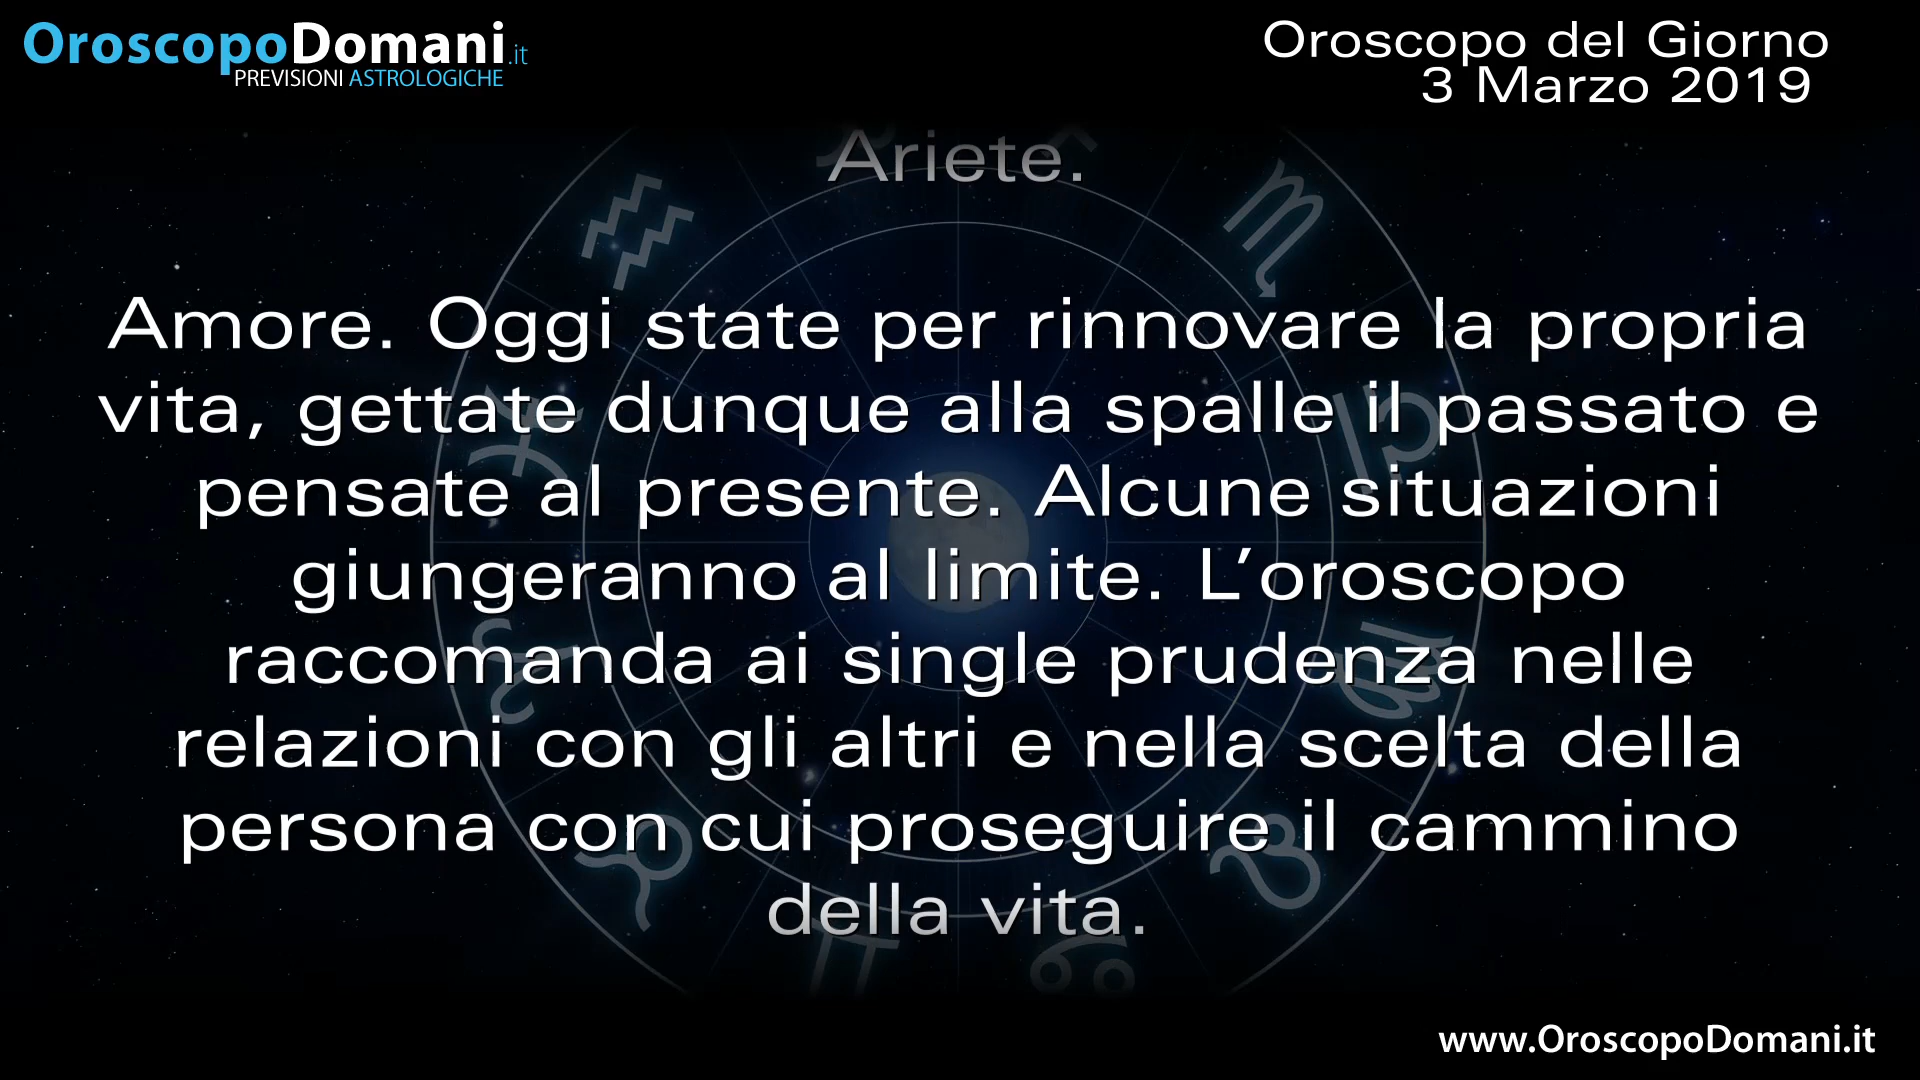 OroscopoDomani.it
PREVISIONI ASTROLOGICHE
Oroscopo del Giorno
3 Marzo 2019
Ariete.
Amore. Oggi state per rinnovare la propria
vita, gettate dunque alla spalle il passato e
pensate al presente. Alcune situazioni
giungeranno al limite. L’oroscopo
raccomanda ai single prudenza nelle
relazioni con gli altri e nella scelta della
persona con cui proseguire il cammino
della vita.
www.OroscopoDomani.it